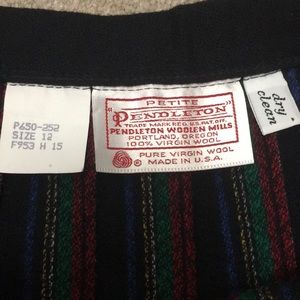 P650-252
SIZE 12
F953 H 15
PETITE
"PENDLETON"
TRADE MARK REG. U.S. PAT. OFF.
PENDLETON WOOLEN MILLS
PORTLAND, OREGON
100% VIRGIN WOOL
PURE VIRGIN WOOL
MADE IN U.S.A.
dry
clean